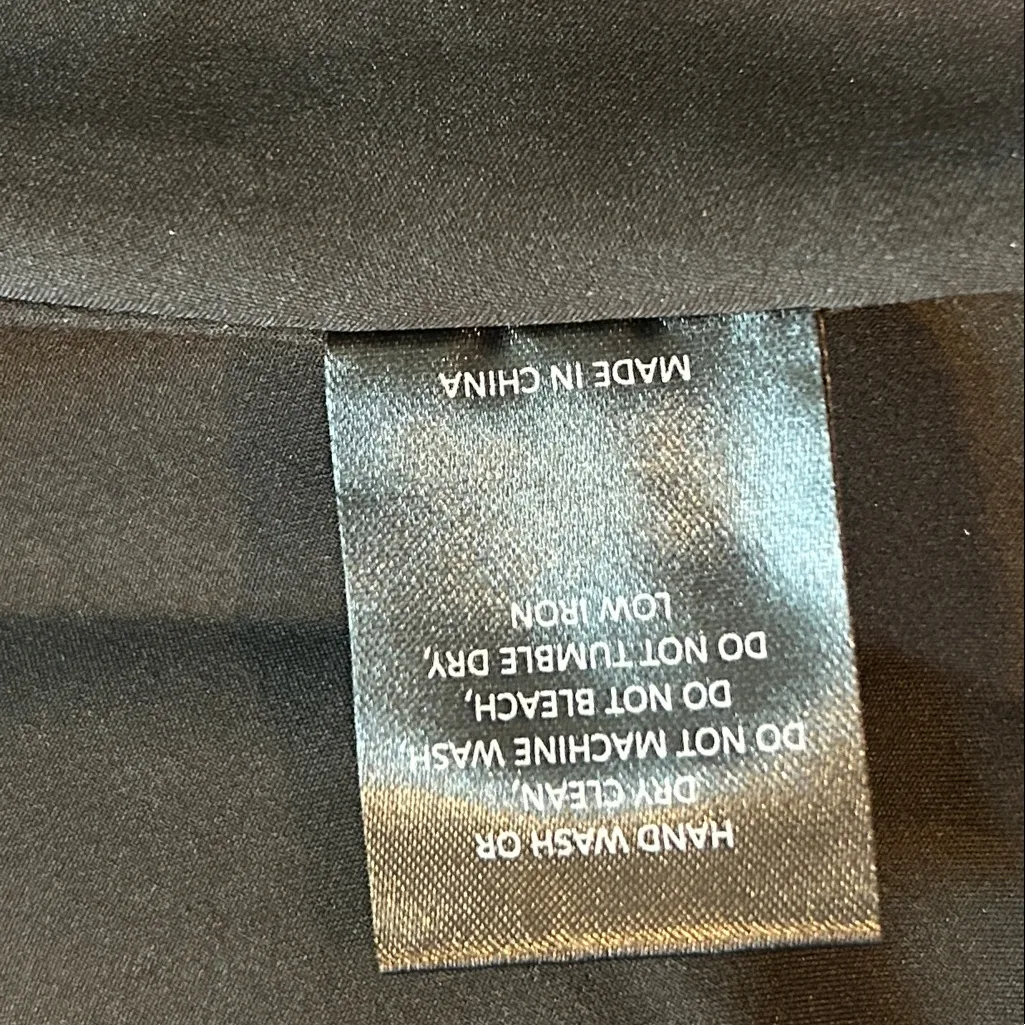 HAND WASH OR
DRY CLEAN,
DO NOT MACHINE WASH,
DO NOT BLEACH,
DO NOT TUMBLE DRY,
LOW IRON
MADE IN CHINA